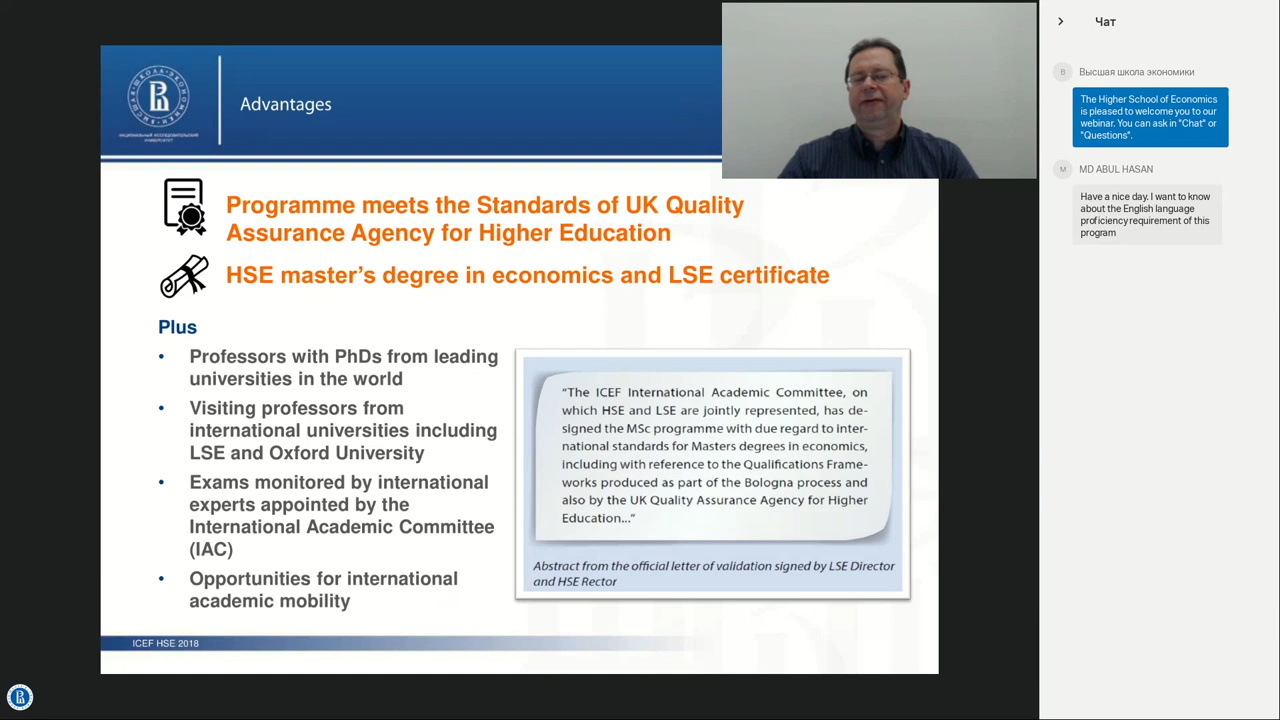 Advantages
НАЦИОНАЛЬНЫЙ ИССЛЕДОВАТЕЛЬСКИЙ
УНИВЕРСИТЕТ
Programme meets the Standards of UK Quality
Assurance Agency for Higher Education
HSE master’s degree in economics and LSE certificate
Plus
• Professors with PhDs from leading
universities in the world
• Visiting professors from
international universities including
LSE and Oxford University
• Exams monitored by international
experts appointed by the
International Academic Committee
(IAC)
• Opportunities for international
academic mobility
“The ICEF International Academic Committee, on
which HSE and LSE are jointly represented, has de-
signed the MSc programme with due regard to inter-
national standards for Masters degrees in economics,
including with reference to the Qualifications Frame-
works produced as part of the Bologna process and
also by the UK Quality Assurance Agency for Higher
Education...”
Abstract from the official letter of validation signed by LSE Director
and HSE Rector
ICEF HSE 2018
Чат
В
Высшая школа экономики
The Higher School of Economics
is pleased to welcome you to our
webinar. You can ask in "Chat" or
"Questions".
M
MD ABUL HASAN
Have a nice day. I want to know
about the English language
proficiency requirement of this
program